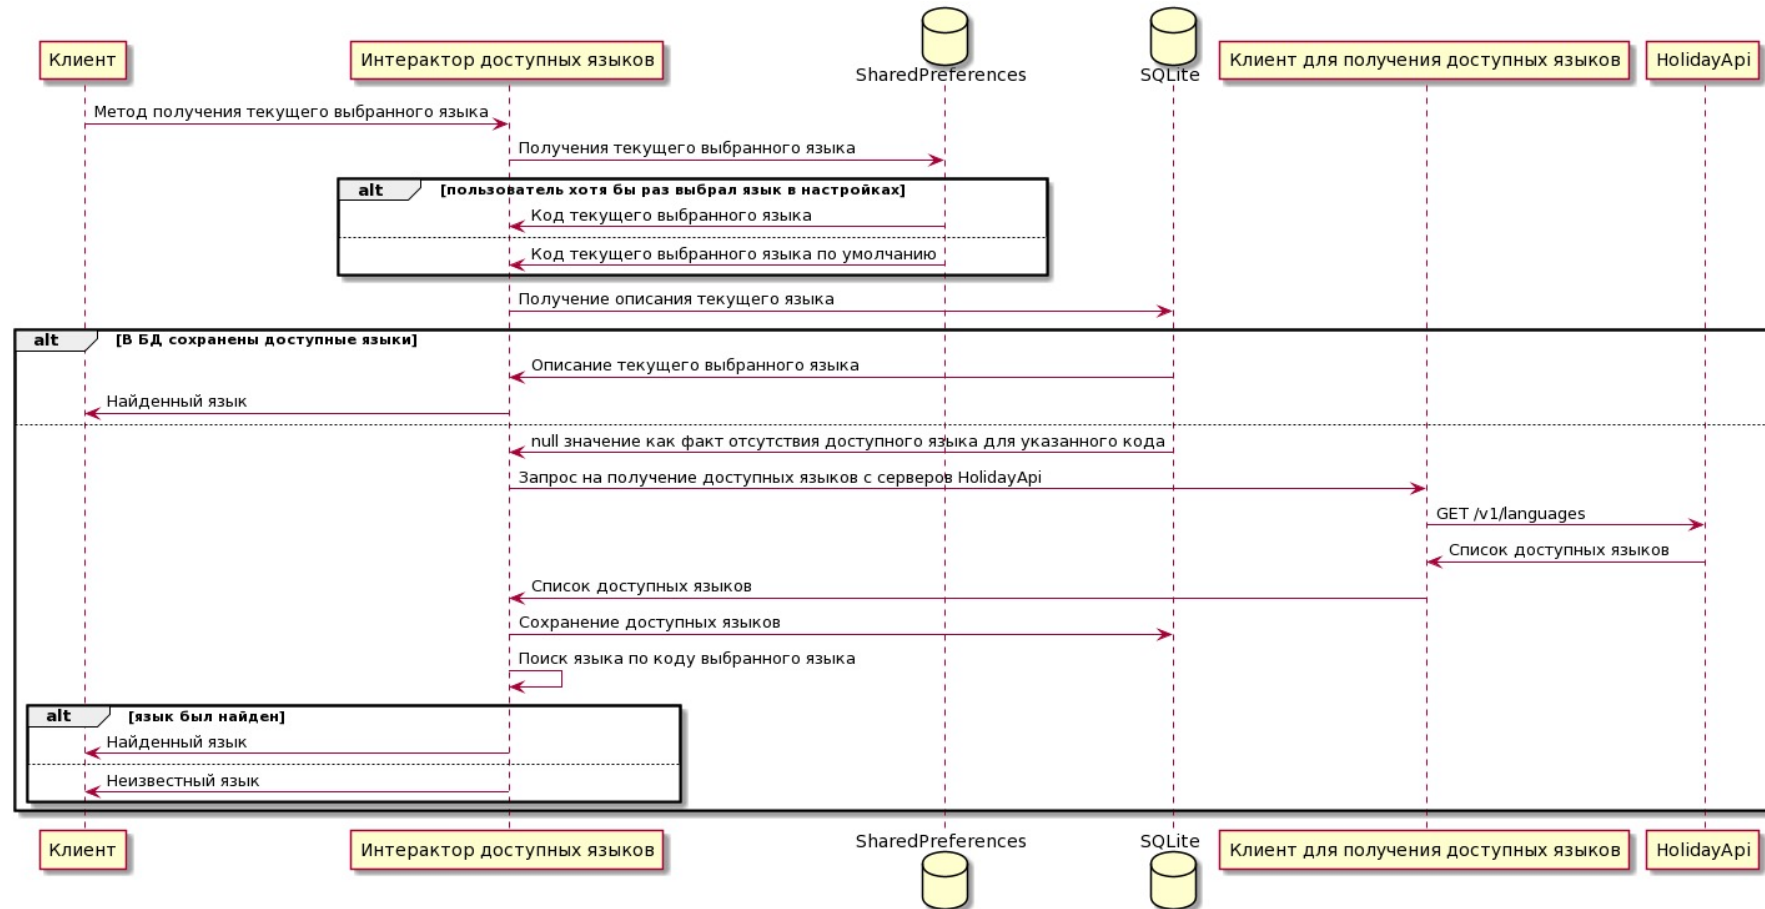 Клиент
Интерактор доступных языков
SharedPreferences
SQLite
Клиент для получения доступных языков
HolidayApi
Метод получения текущего выбранного языка
Получения текущего выбранного языка
alt [пользователь хотя бы раз выбрал язык в настройках]
Код текущего выбранного языка
Код текущего выбранного языка по умолчанию
Получение описания текущего языка
alt [В БД сохранены доступные языки]
Описание текущего выбранного языка
Найденный язык
null значение как факт отсутствия доступного языка для указанного кода
Запрос на получение доступных языков с серверов HolidayApi
GET /v1/languages
Список доступных языков
Список доступных языков
Сохранение доступных языков
Поиск языка по коду выбранного языка
alt [язык был найден]
Найденный язык
Неизвестный язык
Клиент
Интерактор доступных языков
SharedPreferences
SQLite
Клиент для получения доступных языков
HolidayApi